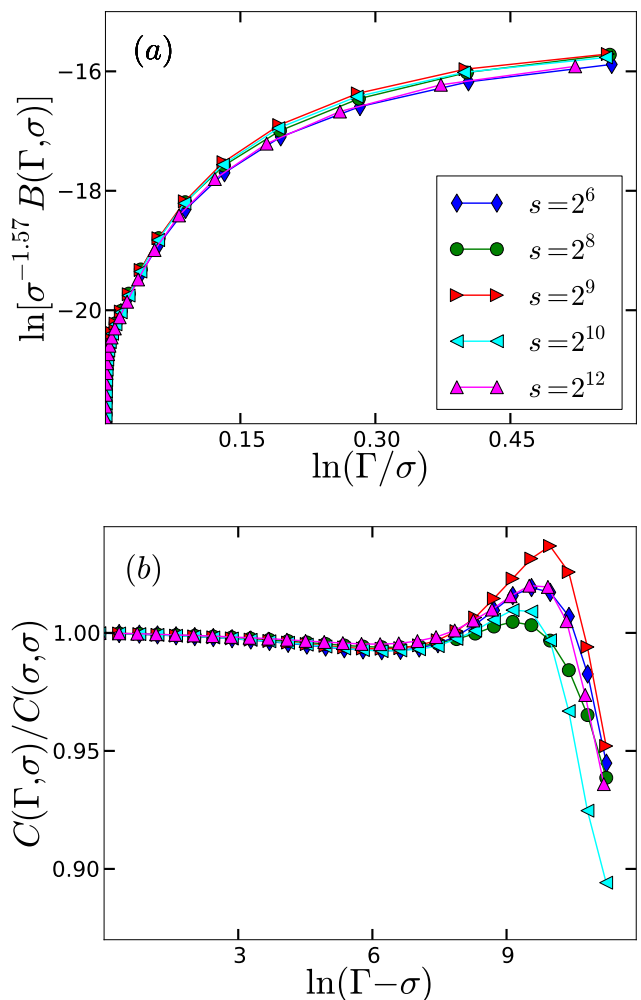 (a)
ln[σ^{-1.57} B(Γ,σ)]
−16
−18
−20
s=2^6
s=2^8
s=2^9
s=2^{10}
s=2^{12}
0.15 0.30 0.45
ln(Γ/σ)
(b)
C(Γ,σ)/C(σ,σ)
1.00
0.95
0.90
3 6 9
ln(Γ−σ)